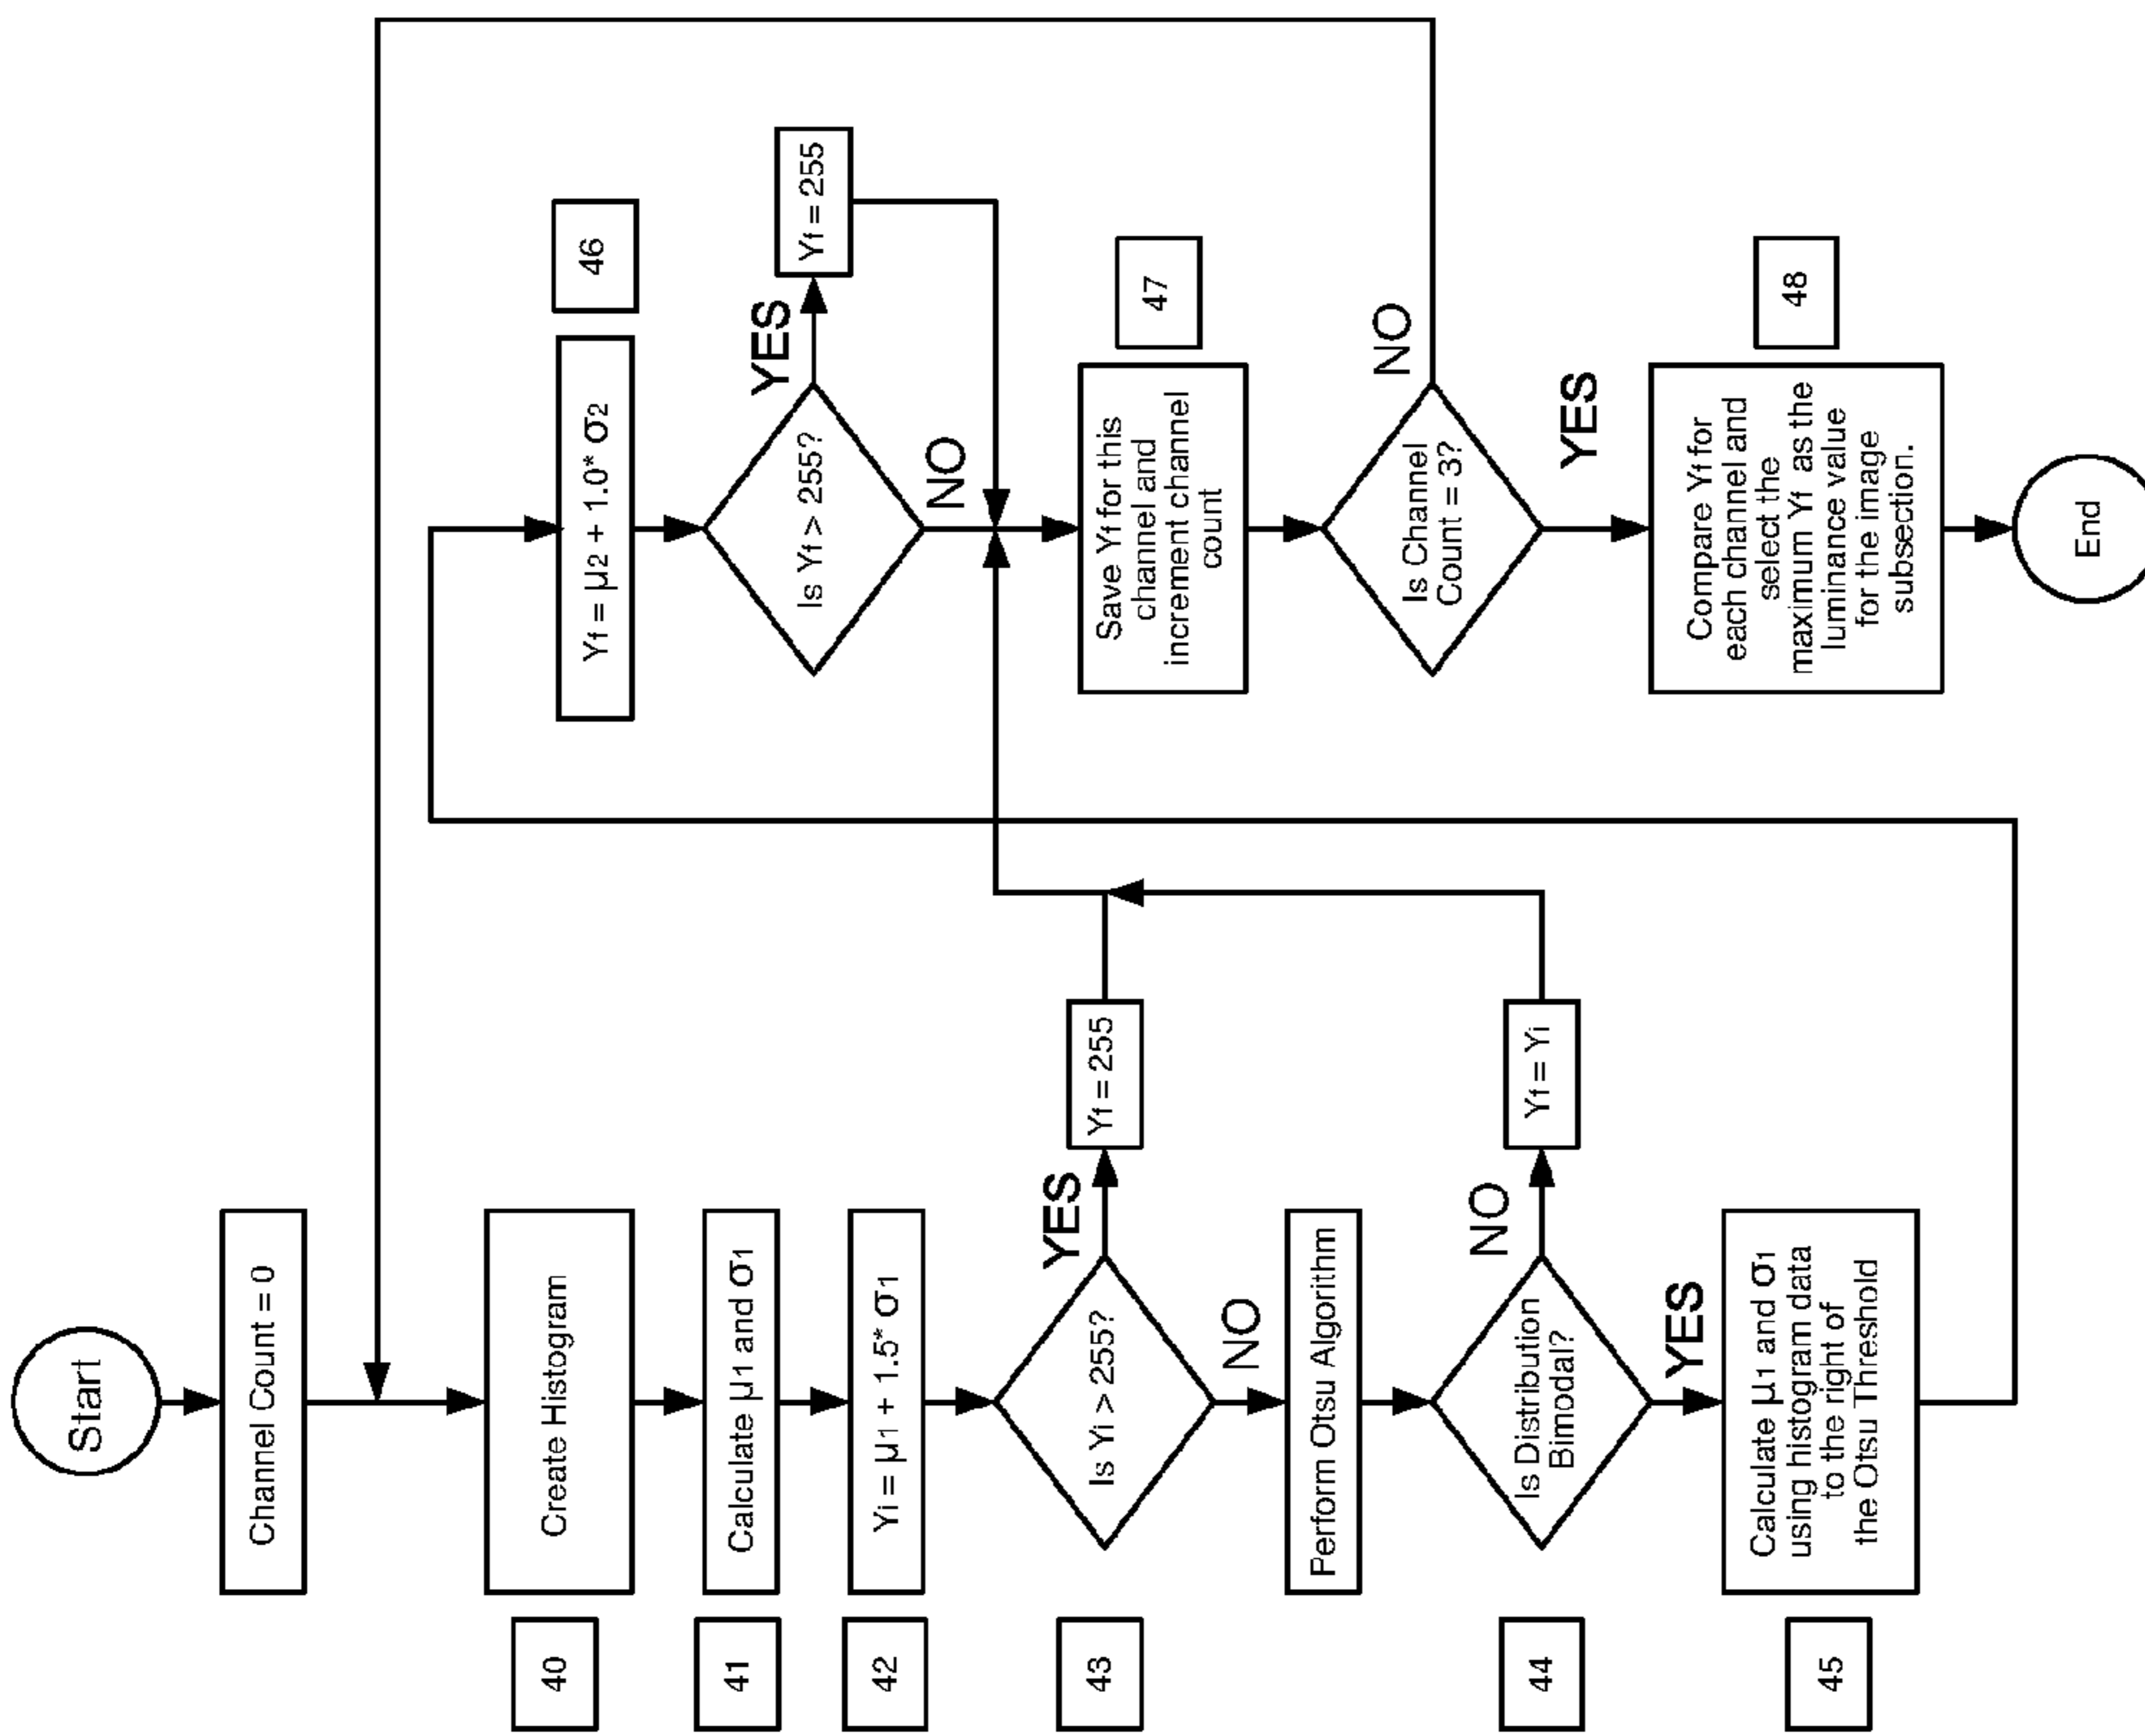 Start
Channel Count = 0
40
Create Histogram
41
Calculate μ1 and σ1
42
Yi = μ1 + 1.5* σ1
43
Is Yi > 255?
YES
Yf = 255
NO
Perform Otsu Algorithm
44
Is Distribution
Bimodal?
NO
Yf = Yi
YES
45
Calculate μ1 and σ1
using histogram data
to the right of
the Otsu Threshold
46
Yf = μ2 + 1.0* σ2
Is Yf > 255?
YES
Yf = 255
NO
47
Save Yf for this
channel and
increment channel
count
Is Channel
Count = 3?
NO
YES
48
Compare Yf for
each channel and
select the
maximum Yf as the
luminance value
for the image
subsection.
End